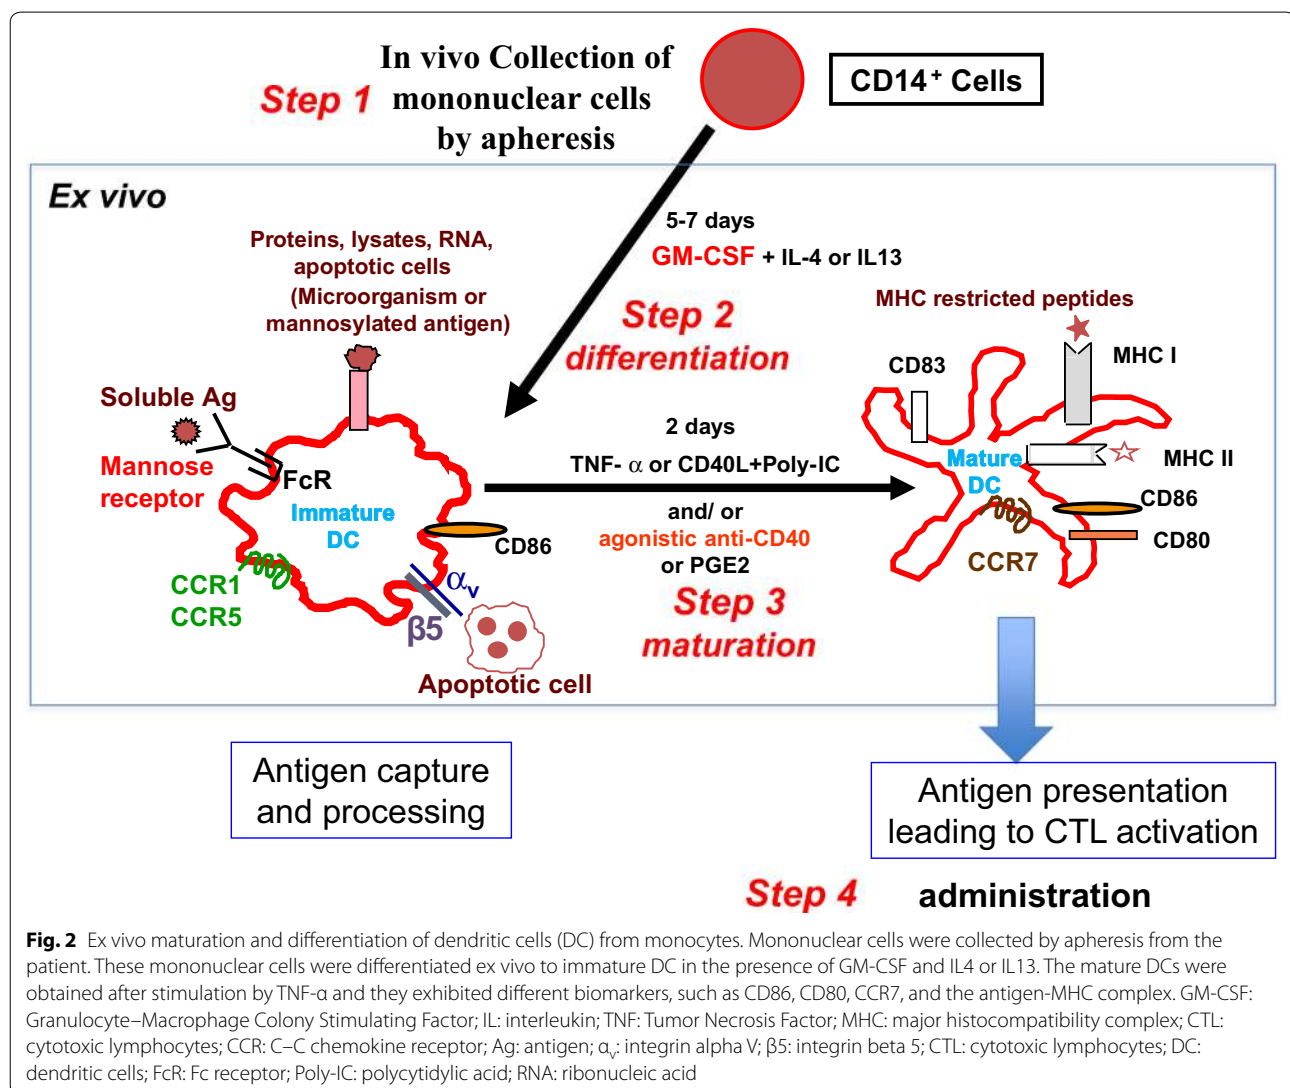 In vivo Collection of
mononuclear cells
by apheresis
Step 1
CD14+ Cells
Ex vivo
5-7 days
GM-CSF + IL-4 or IL13
Step 2
differentiation
Proteins, lysates, RNA,
apoptotic cells
(Microorganism or
mannosylated antigen)
Soluble Ag
Mannose
receptor
FcR
Immature
DC
CD86
CCR1
CCR5
αv
β5
Apoptotic cell
2 days
TNF- α or CD40L+Poly-IC
and/ or
agonistic anti-CD40
or PGE2
Step 3
maturation
MHC restricted peptides
CD83
MHC I
Mature
DC
MHC II
CD86
CD80
CCR7
Antigen capture
and processing
Antigen presentation
leading to CTL activation
Step 4 administration
Fig. 2 Ex vivo maturation and differentiation of dendritic cells (DC) from monocytes. Mononuclear cells were collected by apheresis from the
patient. These mononuclear cells were differentiated ex vivo to immature DC in the presence of GM-CSF and IL4 or IL13. The mature DCs were
obtained after stimulation by TNF-α and they exhibited different biomarkers, such as CD86, CD80, CCR7, and the antigen-MHC complex. GM-CSF:
Granulocyte–Macrophage Colony Stimulating Factor; IL: interleukin; TNF: Tumor Necrosis Factor; MHC: major histocompatibility complex; CTL:
cytotoxic lymphocytes; CCR: C–C chemokine receptor; Ag: antigen; αv: integrin alpha V; β5: integrin beta 5; CTL: cytotoxic lymphocytes; DC:
dendritic cells; FcR: Fc receptor; Poly-IC: polycytidylic acid; RNA: ribonucleic acid